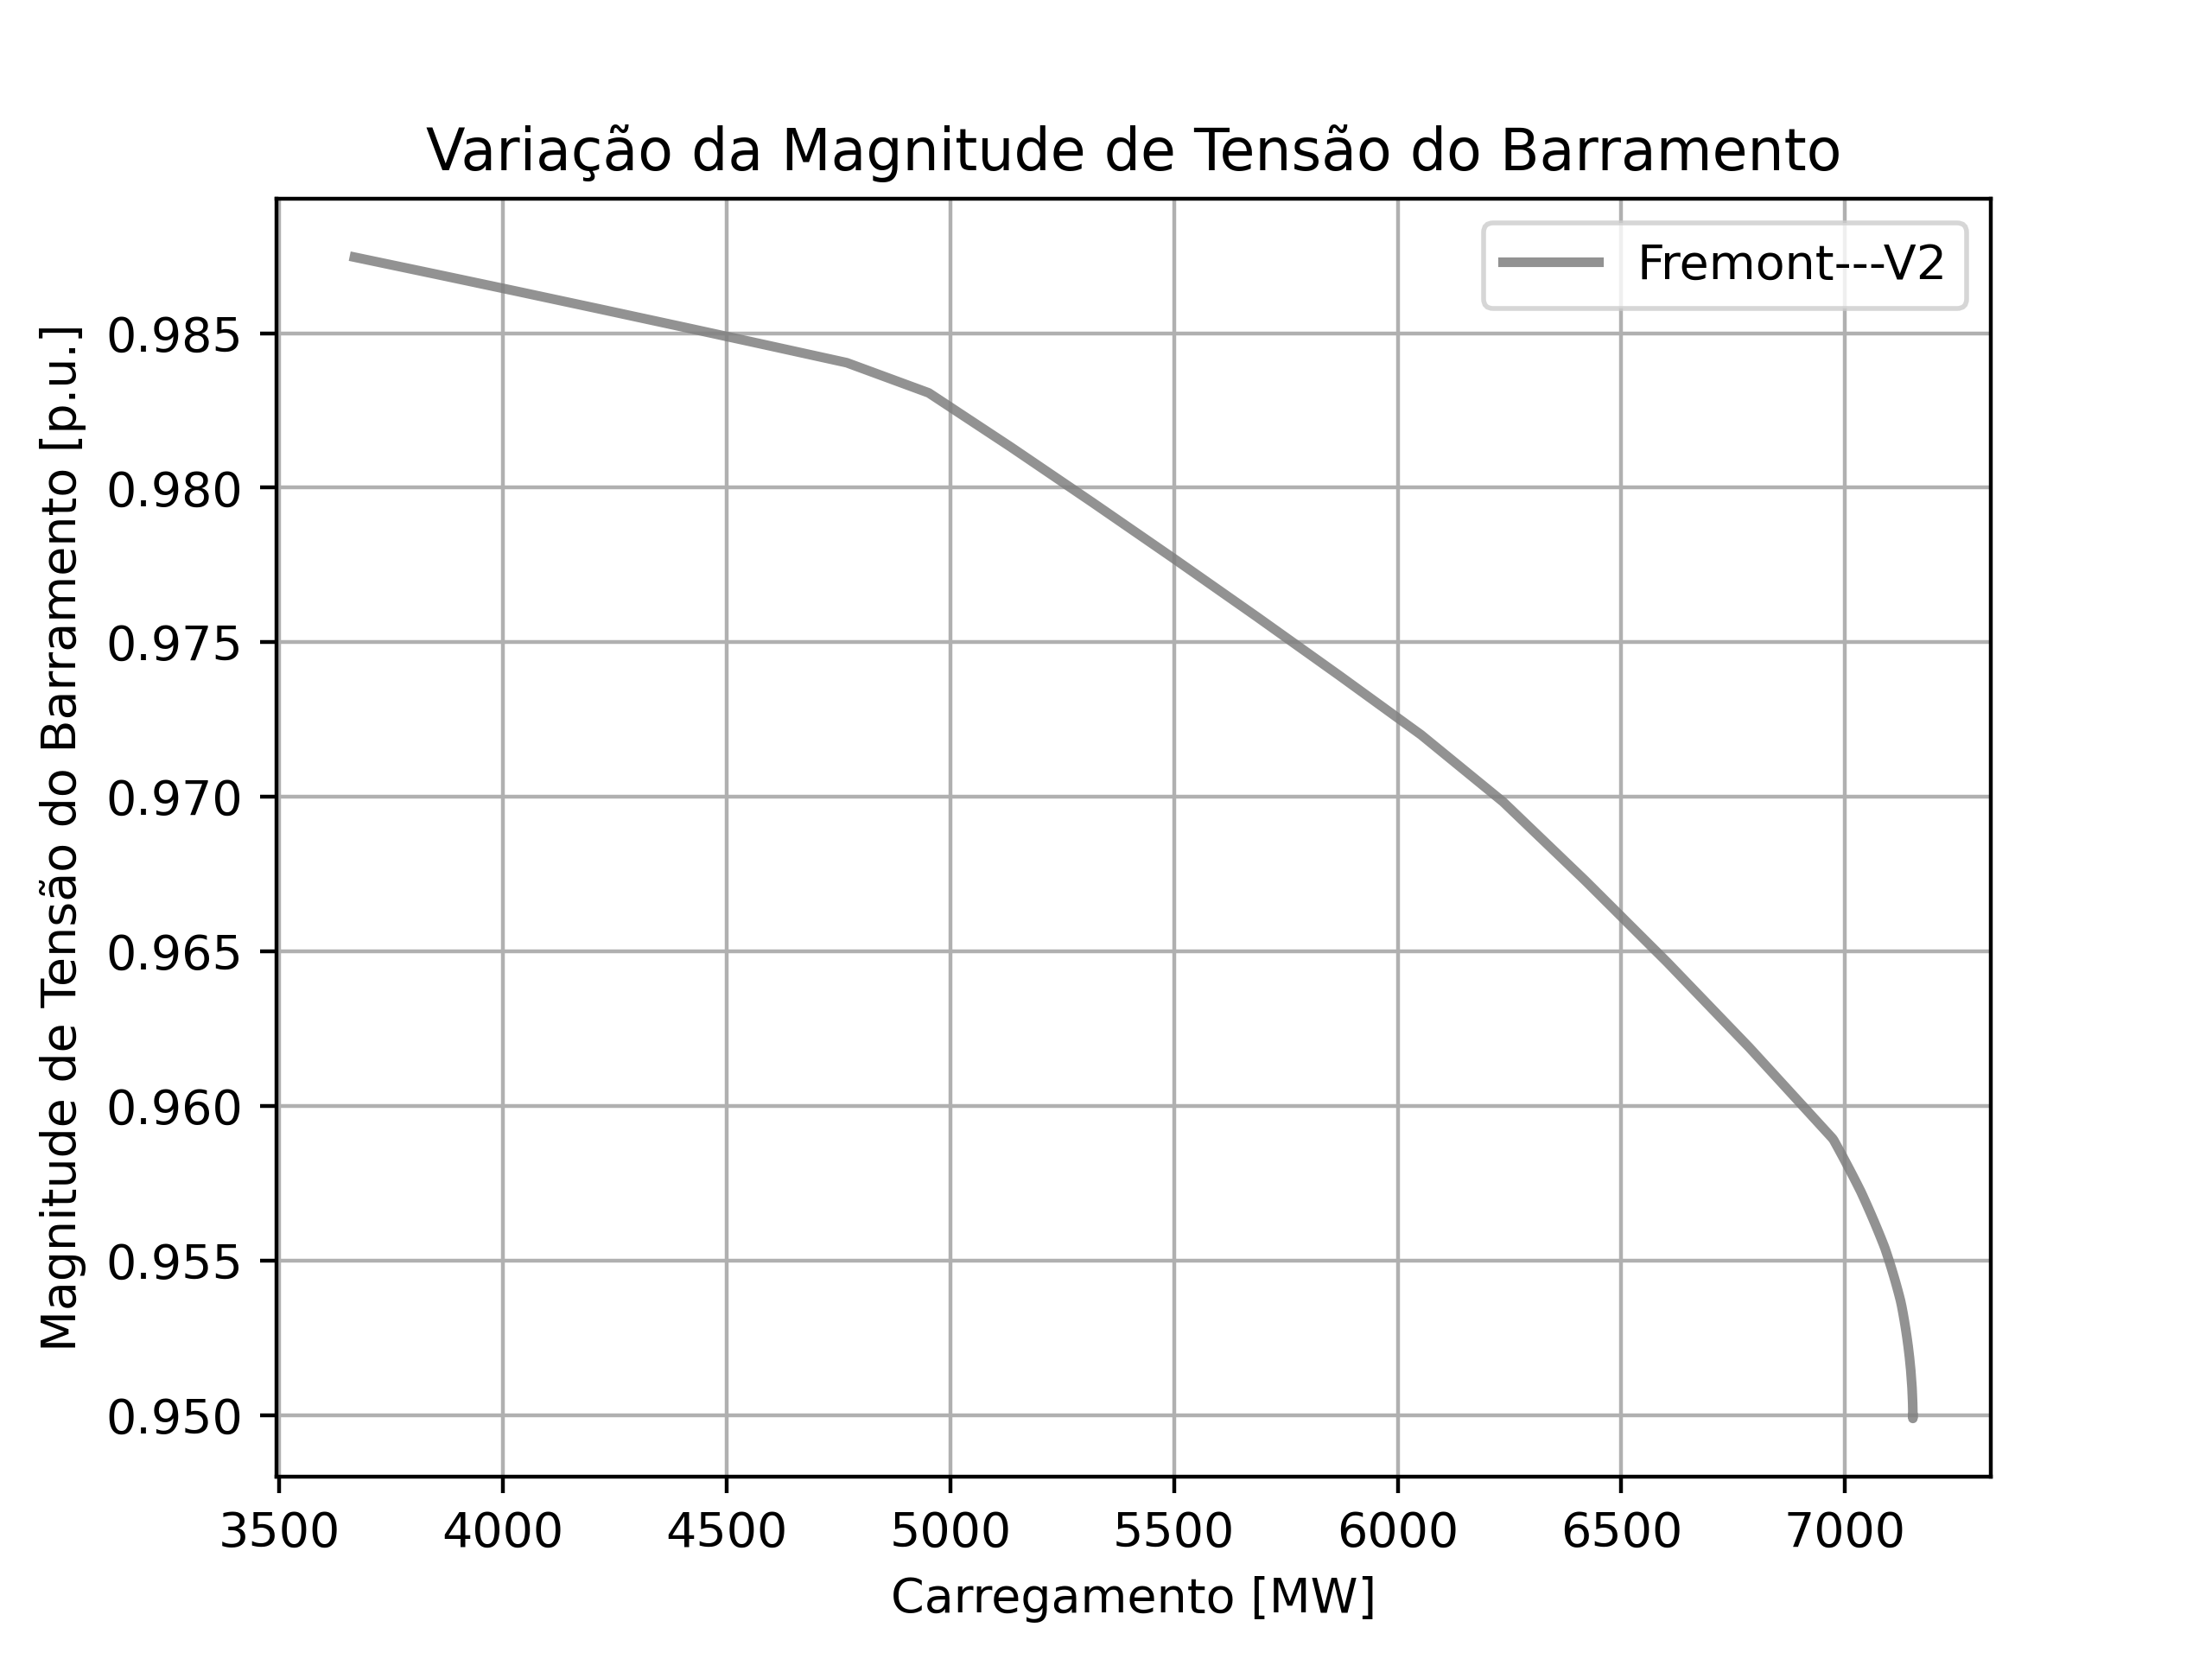 Variação da Magnitude de Tensão do Barramento
Fremont---V2
Magnitude de Tensão do Barramento [p.u.]
0.985
0.980
0.975
0.970
0.965
0.960
0.955
0.950
3500 4000 4500 5000 5500 6000 6500 7000
Carregamento [MW]